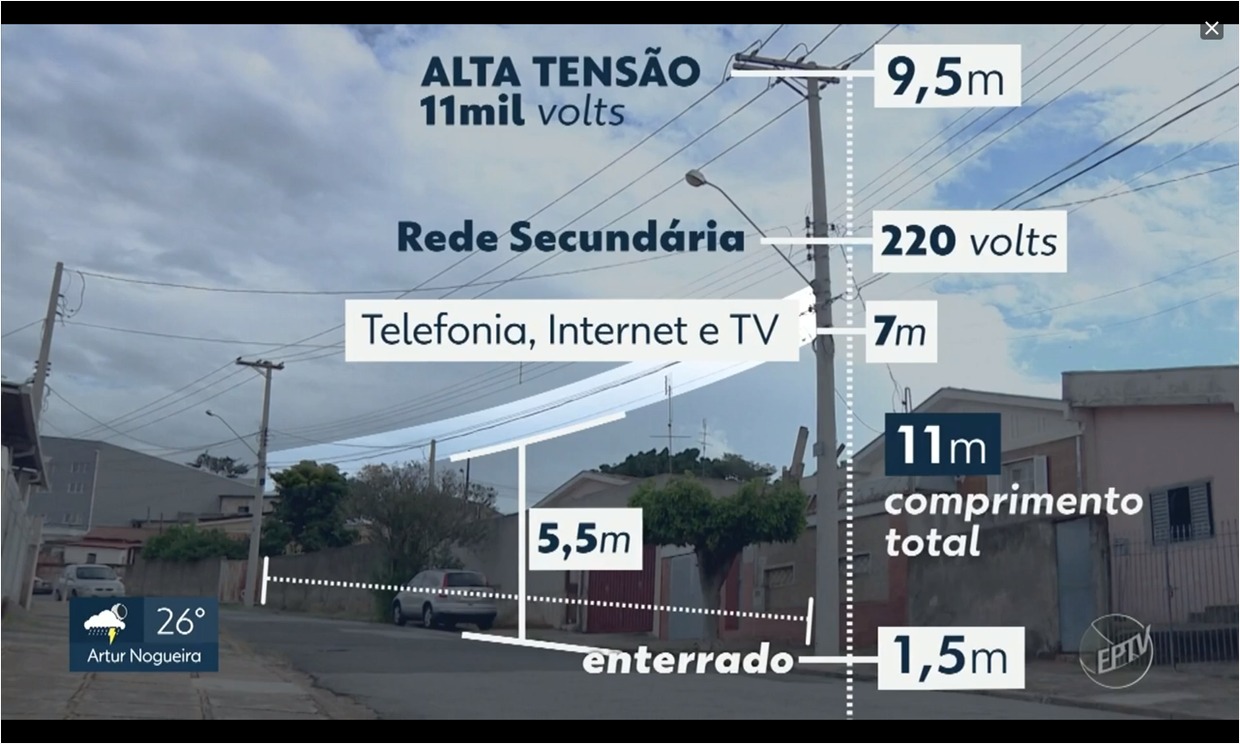 ALTA TENSÃO
11mil volts
9,5m
Rede Secundária
220 volts
Telefonia, Internet e TV
7m
11m
comprimento
total
5,5m
enterrado
1,5m
26°
Artur Nogueira
EPTV